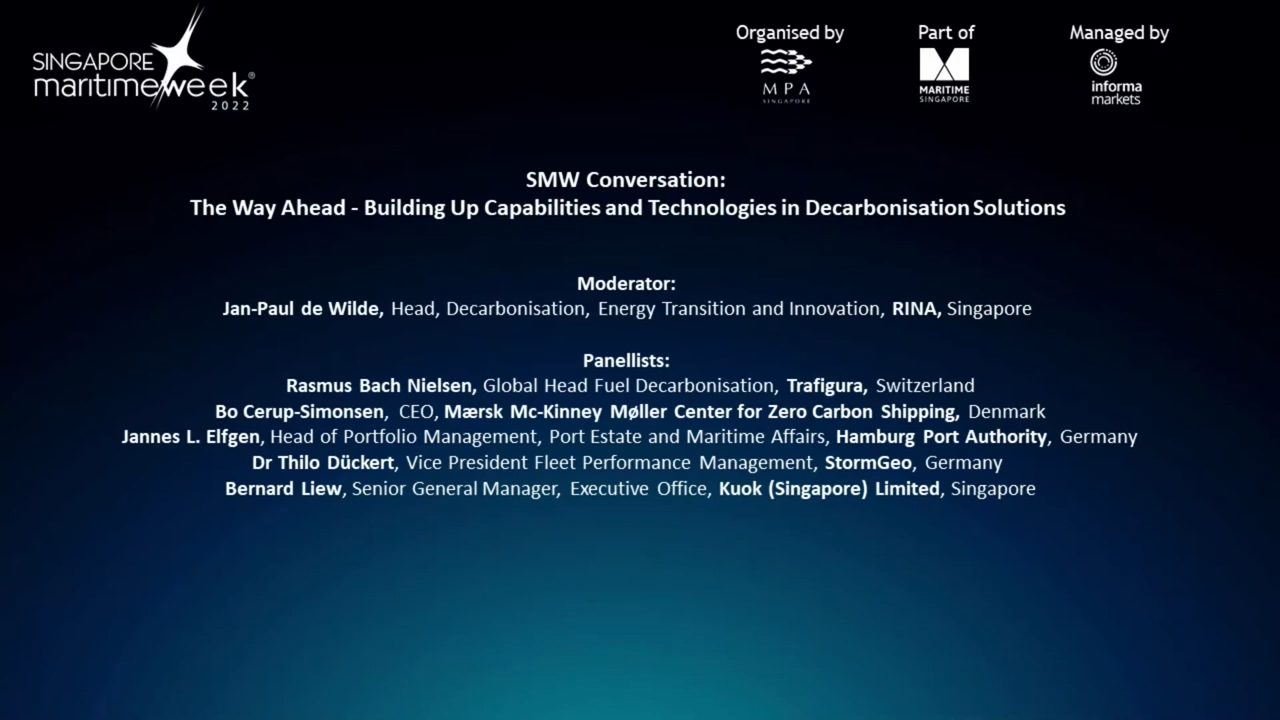 SINGAPORE
maritimeweek®
2022
Organised by
MPA
SINGAPORE
Part of
MARITIME
SINGAPORE
Managed by
informa
markets
SMW Conversation:
The Way Ahead - Building Up Capabilities and Technologies in Decarbonisation Solutions
Moderator:
Jan-Paul de Wilde, Head, Decarbonisation, Energy Transition and Innovation, RINA, Singapore
Panellists:
Rasmus Bach Nielsen, Global Head Fuel Decarbonisation, Trafigura, Switzerland
Bo Cerup-Simonsen, CEO, Mærsk Mc-Kinney Møller Center for Zero Carbon Shipping, Denmark
Jannes L. Elfgen, Head of Portfolio Management, Port Estate and Maritime Affairs, Hamburg Port Authority, Germany
Dr Thilo Dückert, Vice President Fleet Performance Management, StormGeo, Germany
Bernard Liew, Senior General Manager, Executive Office, Kuok (Singapore) Limited, Singapore